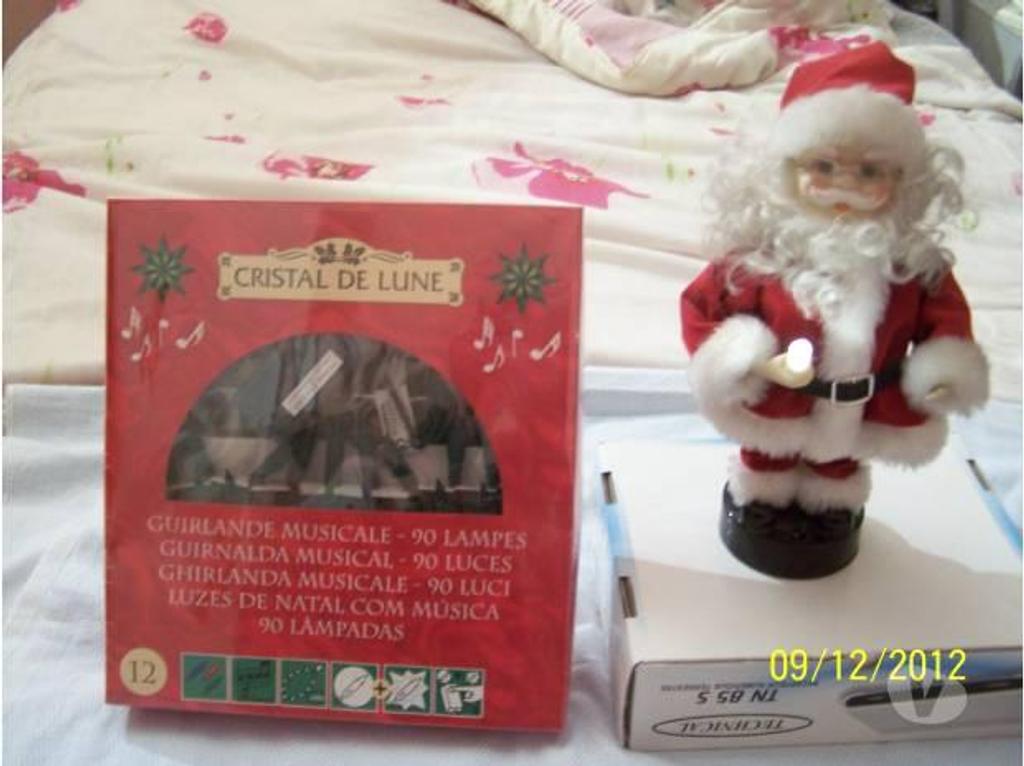 CRISTAL DE LUNE
GUIRLANDE MUSICALE - 90 LAMPES
GUIRNALDA MUSICAL - 90 LUCES
GHIRLANDA MUSICALE - 90 LUCI
LUZES DE NATAL COM MÚSICA
90 LÂMPADAS
12
09/12/2012
V
TN 85 S
TECHNICAL